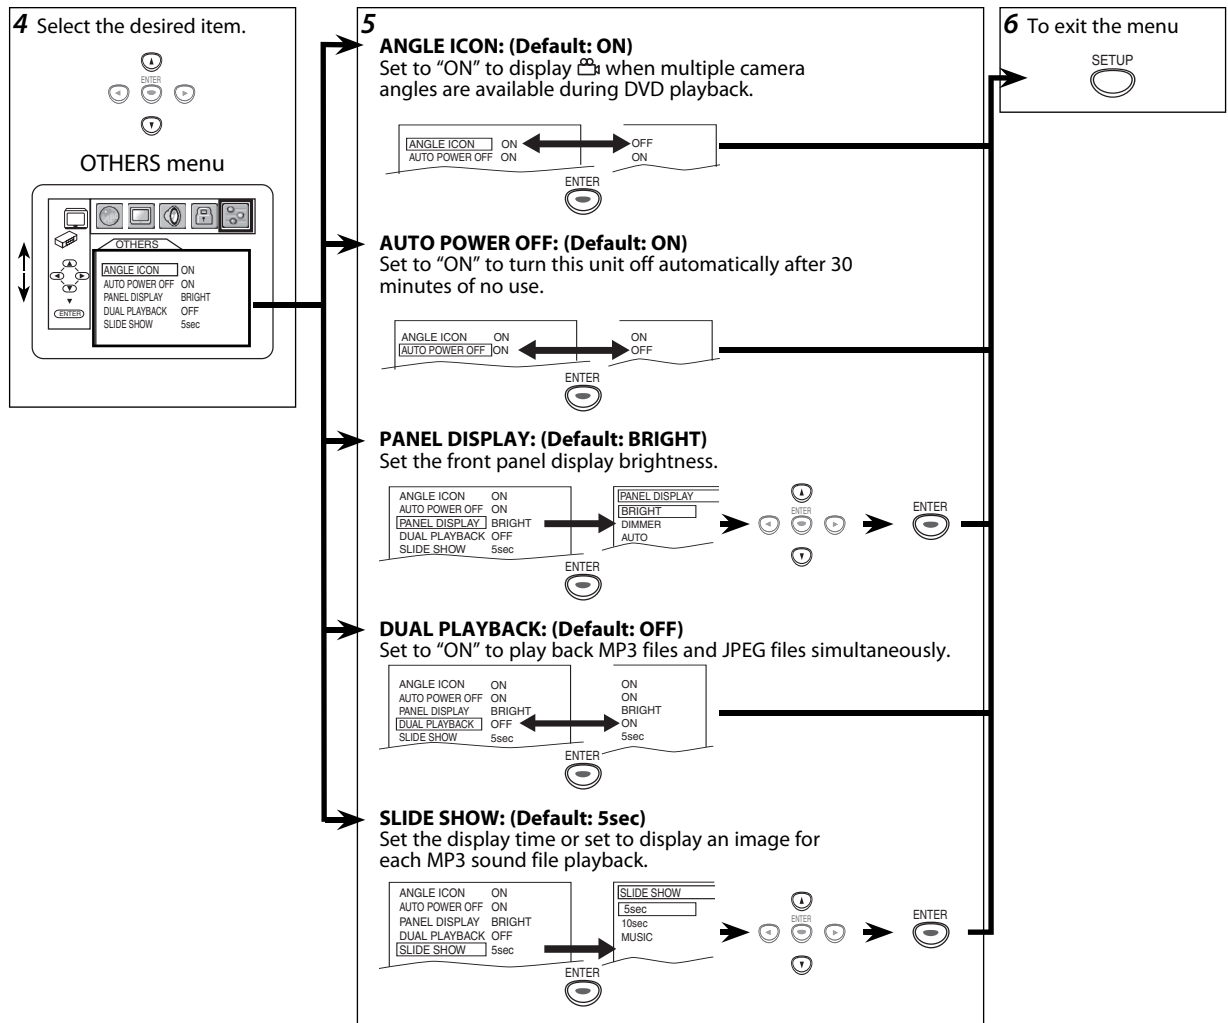 4 Select the desired item.
ENTER
OTHERS menu
OTHERS
ANGLE ICON ON
AUTO POWER OFF ON
PANEL DISPLAY BRIGHT
DUAL PLAYBACK OFF
SLIDE SHOW 5sec
ENTER
5
ANGLE ICON: (Default: ON)
Set to “ON” to display when multiple camera
angles are available during DVD playback.
ANGLE ICON ON OFF
AUTO POWER OFF ON ON
ENTER
AUTO POWER OFF: (Default: ON)
Set to “ON” to turn this unit off automatically after 30
minutes of no use.
ANGLE ICON ON ON
AUTO POWER OFF ON OFF
ENTER
PANEL DISPLAY: (Default: BRIGHT)
Set the front panel display brightness.
ANGLE ICON ON
AUTO POWER OFF ON
PANEL DISPLAY BRIGHT
DUAL PLAYBACK OFF
SLIDE SHOW 5sec
ENTER
PANEL DISPLAY
BRIGHT
DIMMER
AUTO
ENTER
ENTER
DUAL PLAYBACK: (Default: OFF)
Set to “ON” to play back MP3 files and JPEG files simultaneously.
ANGLE ICON ON ON
AUTO POWER OFF ON ON
PANEL DISPLAY BRIGHT BRIGHT
DUAL PLAYBACK OFF ON
SLIDE SHOW 5sec 5sec
ENTER
SLIDE SHOW: (Default: 5sec)
Set the display time or set to display an image for
each MP3 sound file playback.
ANGLE ICON ON
AUTO POWER OFF ON
PANEL DISPLAY BRIGHT
DUAL PLAYBACK OFF
SLIDE SHOW 5sec
ENTER
SLIDE SHOW
5sec
10sec
MUSIC
ENTER
ENTER
6 To exit the menu
SETUP